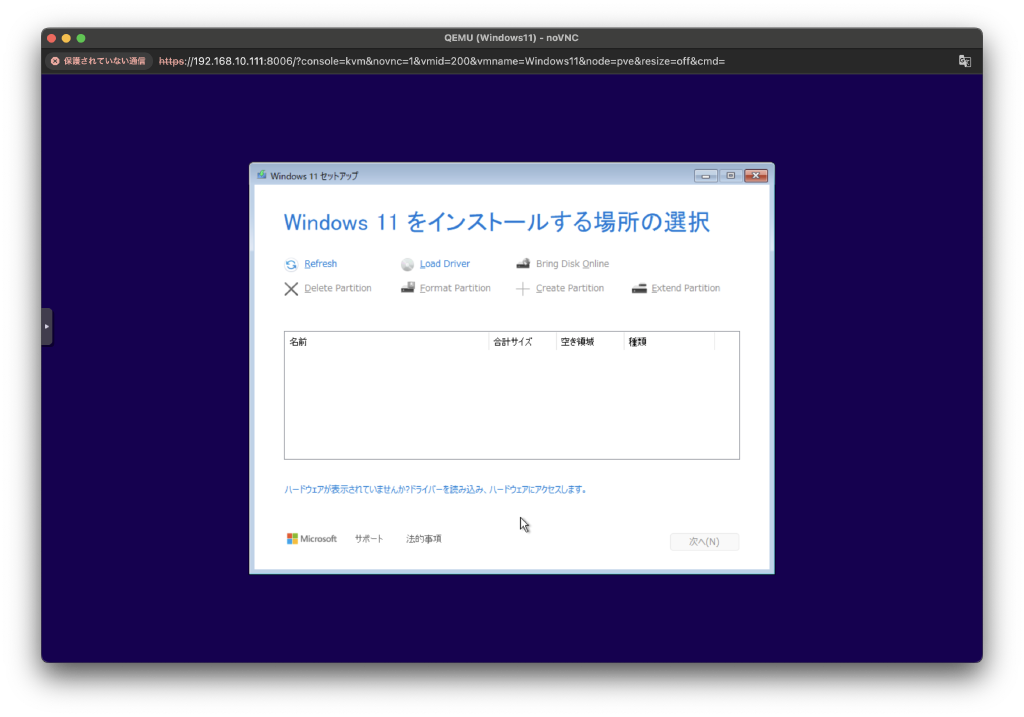 QEMU (Windows11) - noVNC
保護されていない通信 https://192.168.10.111:8006/?console=kvm&novnc=1&vmid=200&vmname=Windows11&node=pve&resize=off&cmd=
Windows 11 セットアップ
Windows 11 をインストールする場所の選択
Refresh Load Driver Bring Disk Online
Delete Partition Format Partition Create Partition Extend Partition
名前 合計サイズ 空き領域 種類
ハードウェアが表示されていませんか?ドライバーを読み込み、ハードウェアにアクセスします。
Microsoft サポート 法的事項 次へ(N)